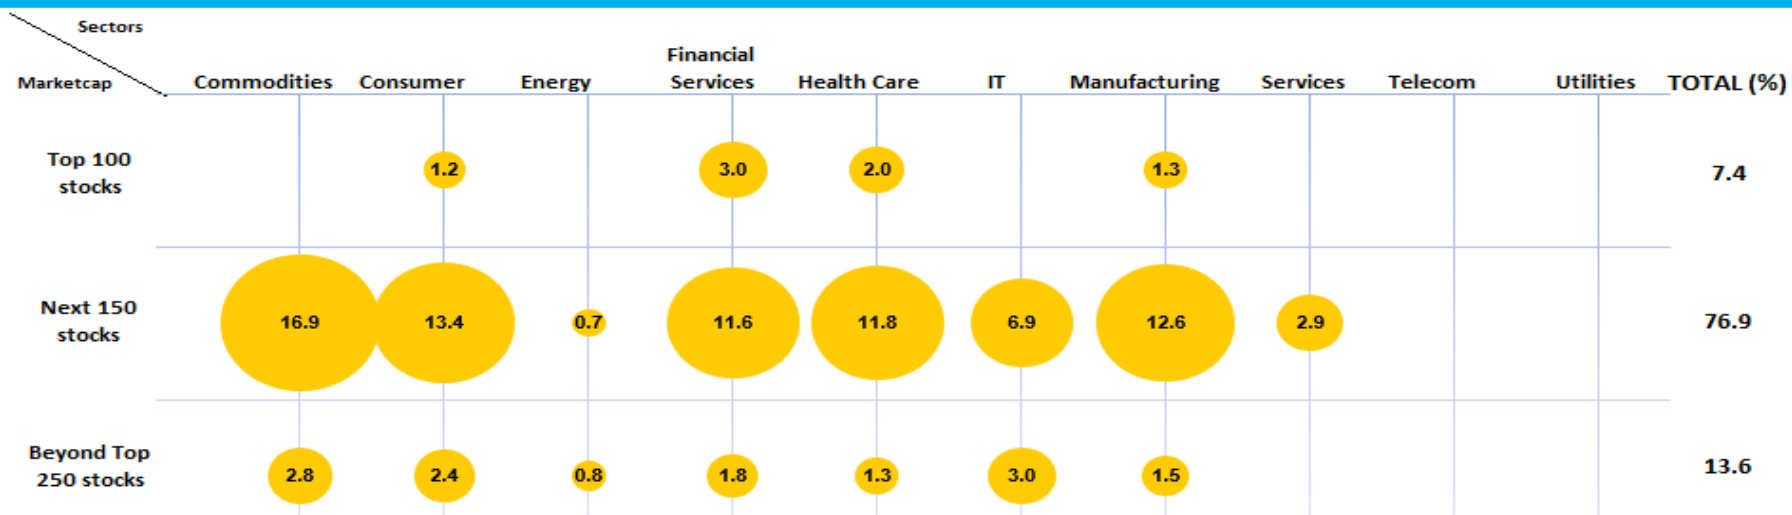 Sectors
Marketcap
Commodities Consumer Energy Financial Services Health Care IT Manufacturing Services Telecom Utilities TOTAL (%)
Top 100
stocks
1.2 3.0 2.0 1.3 7.4
Next 150
stocks
16.9 13.4 0.7 11.6 11.8 6.9 12.6 2.9 76.9
Beyond Top
250 stocks
2.8 2.4 0.8 1.8 1.3 3.0 1.5 13.6